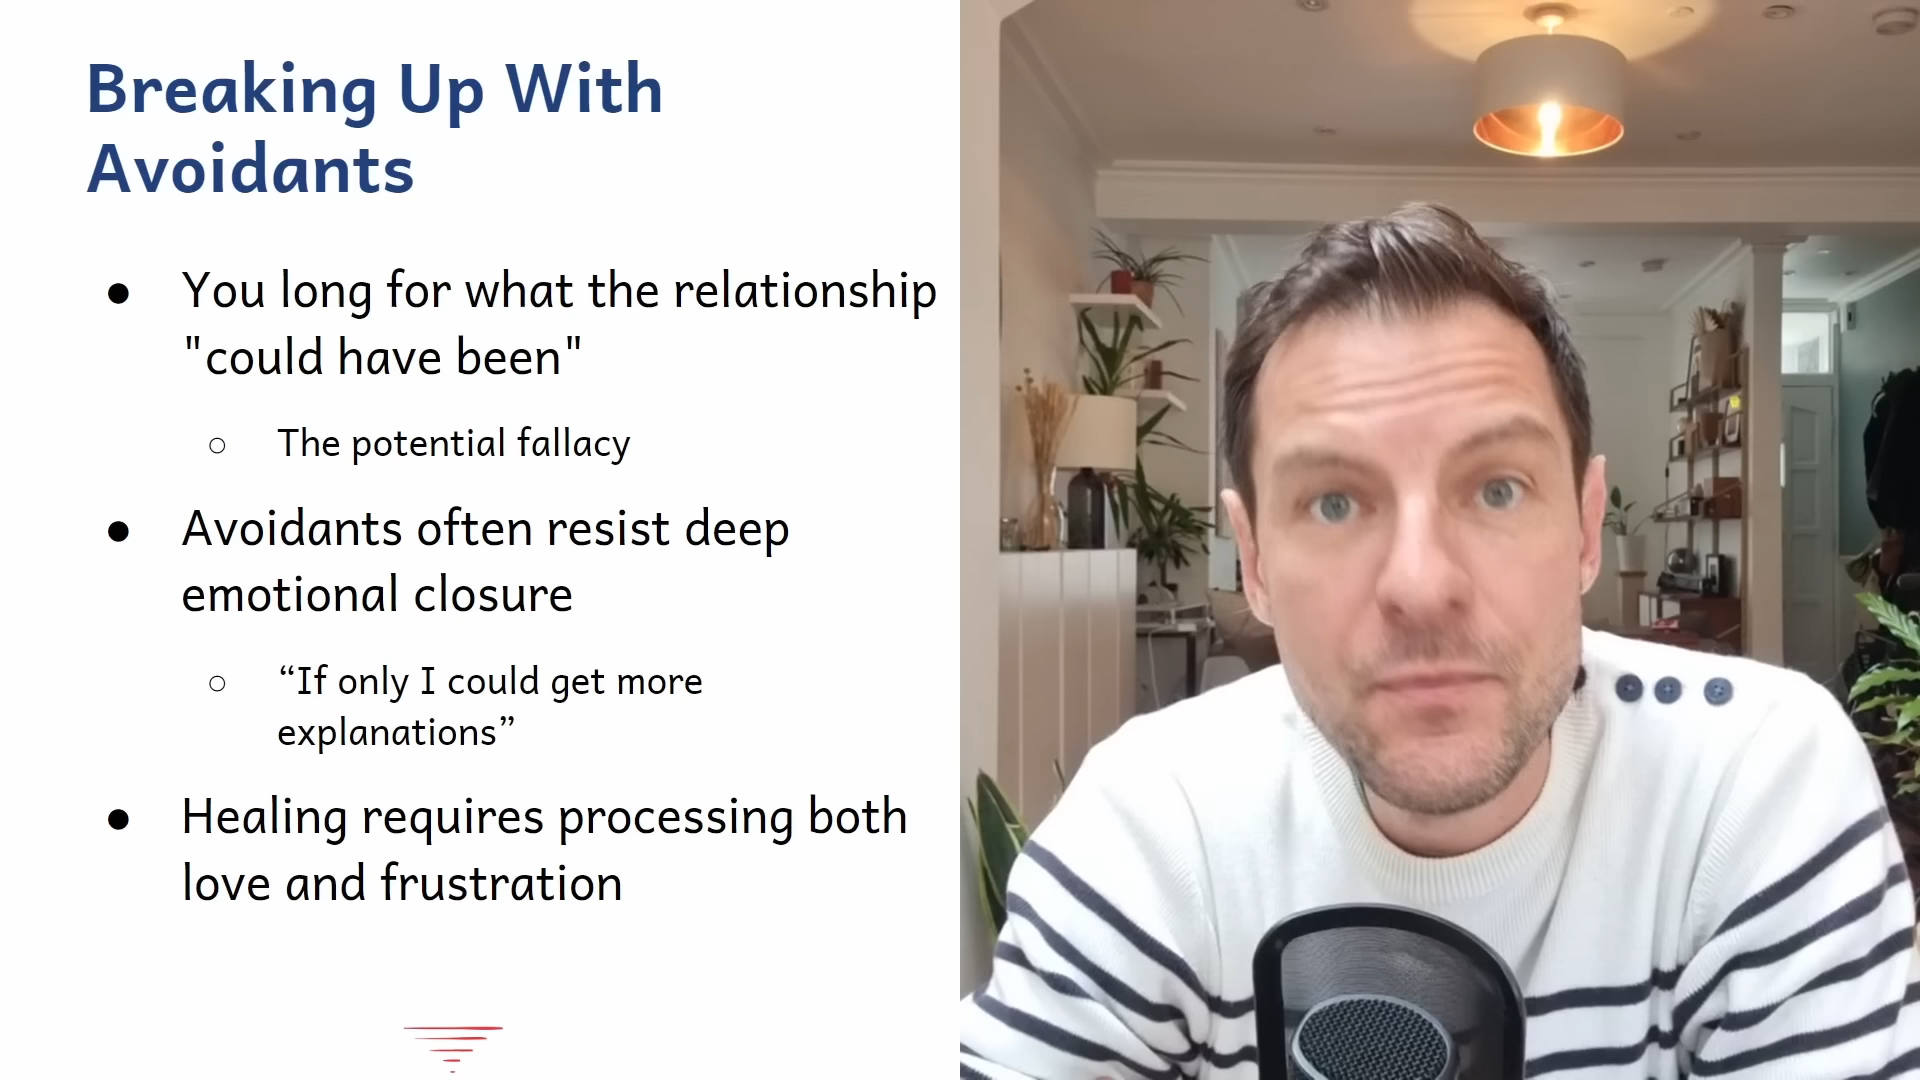 Breaking Up With
Avoidants
● You long for what the relationship
"could have been"
○ The potential fallacy
● Avoidants often resist deep
emotional closure
○ “If only I could get more
explanations”
● Healing requires processing both
love and frustration